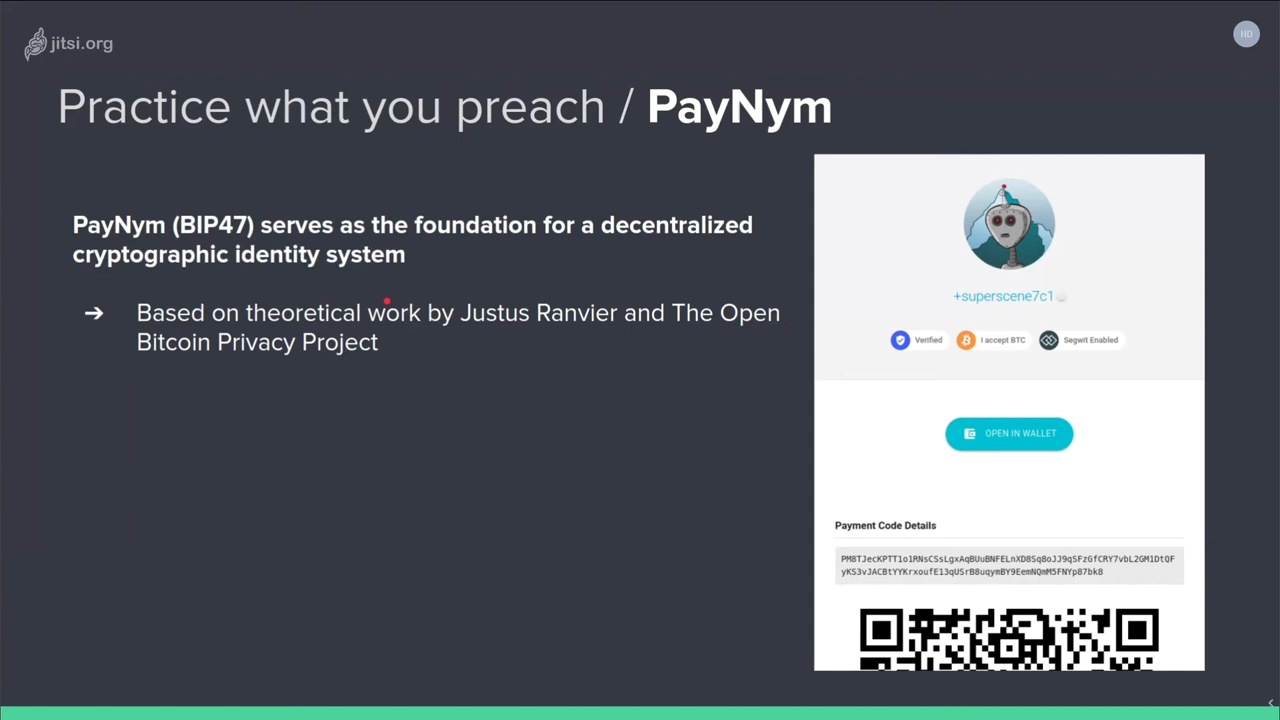 jitsi.org
HD
Practice what you preach / PayNym
PayNym (BIP47) serves as the foundation for a decentralized
cryptographic identity system
➔ Based on theoretical work by Justus Ranvier and The Open
Bitcoin Privacy Project
+superscene7c1
Verified
I accept BTC
Segwit Enabled
OPEN IN WALLET
Payment Code Details
PM8TJecKPTT1o1RNsCSsLgxAqBUuBNFELnXD8Sq8oJJ9qSFzGfCRY7vbL2GM1DtQF
yKS3vJACBtYYKrxoufE13qUSrB8uqymBY9EemNQmM5FNYp87bk8